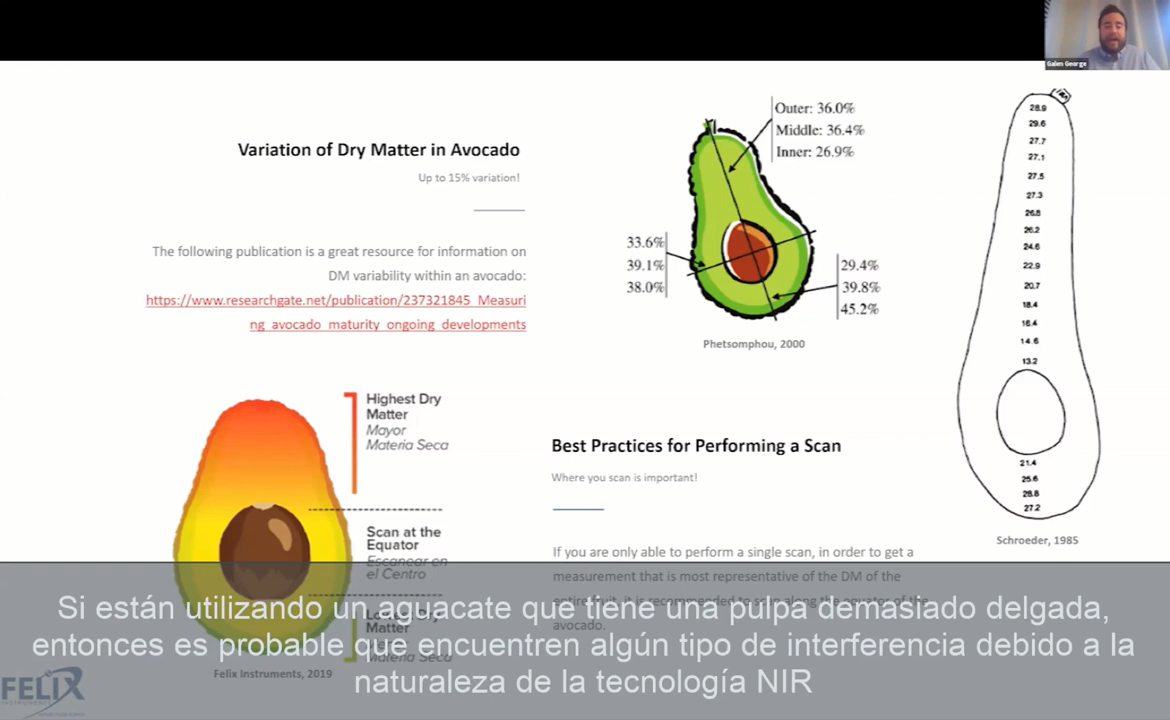 Galen George
Variation of Dry Matter in Avocado
Up to 15% variation!
The following publication is a great resource for information on
DM variability within an avocado:
https://www.researchgate.net/publication/237321845_Measuri
ng_avocado_maturity_ongoing_developments
Outer: 36.0%
Middle: 36.4%
Inner: 26.9%
33.6%
39.1%
38.0%
29.4%
39.8%
45.2%
Phetsomphou, 2000
28.9
29.6
27.7
27.1
27.5
27.3
26.8
26.2
24.6
22.9
20.7
18.4
16.4
14.6
13.2
21.4
25.6
28.8
27.2
Schroeder, 1985
Highest Dry
Matter
Mayor
Materia Seca
Scan at the
Equator
Escanear en
el Centro
Matter
Materia Seca
Felix Instruments, 2019
Best Practices for Performing a Scan
Where you scan is important!
If you are only able to perform a single scan, in order to get a
measurement that is most representative of the DM of the
entire fruit, it is recommended to scan along the equator of the
avocado.
Si están utilizando un aguacate que tiene una pulpa demasiado delgada,
entonces es probable que encuentren algún tipo de interferencia debido a la
naturaleza de la tecnología NIR
FELIX
INSTRUMENTS